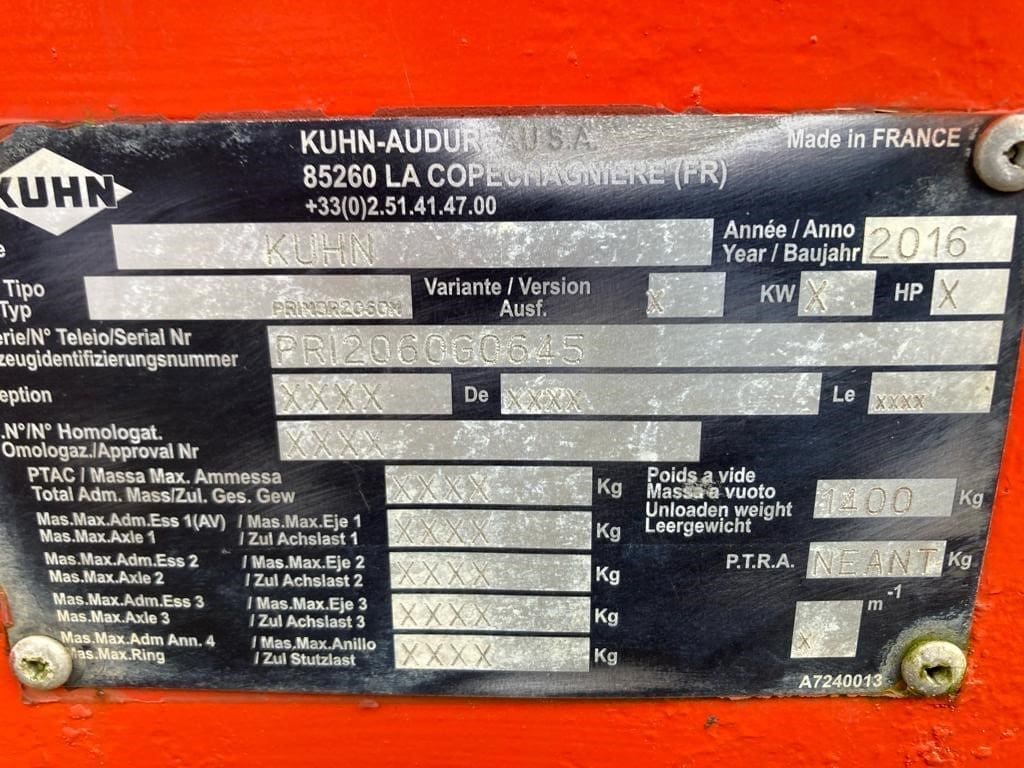 KUHN
KUHN-AUDUR U.S.A.
85260 LA COPECHAGNIERE (FR)
+33(0)2.51.41.47.00
Made in FRANCE
e KUHN
Année / Anno
Year / Baujahr 2016
Tipo
Typ
Variante / Version
Ausf. X KW X HP X
erie/N° Teleio/Serial Nr
zeugidentifizierungsnummer PRI2060G0645
eption XXXX De XXXX Le XXXX
.N°/N° Homologat.
Omologaz./Approval Nr XXXX
PTAC / Massa Max. Ammessa
Total Adm. Mass/Zul. Ges. Gew XXXX Kg
Poids a vide
Massa a vuoto
Unloaden weight
Leergewicht 1400 Kg
Mas.Max.Adm.Ess 1(AV) / Mas.Max.Eje 1
Mas.Max.Axle 1 / Zul Achslast 1 XXXX Kg
P.T.R.A. NEANT Kg
Mas.Max.Adm.Ess 2 / Mas.Max.Eje 2
Mas.Max.Axle 2 / Zul Achslast 2 XXXX Kg
Mas.Max.Adm.Ess 3 / Mas.Max.Eje 3
Mas.Max.Axle 3 / Zul Achslast 3 XXXX Kg
X m-1
Mas.Max.Adm Ann. 4 / Mas.Max.Anillo
Mas.Max.Ring / Zul Stutzlast XXXX Kg
A7240013